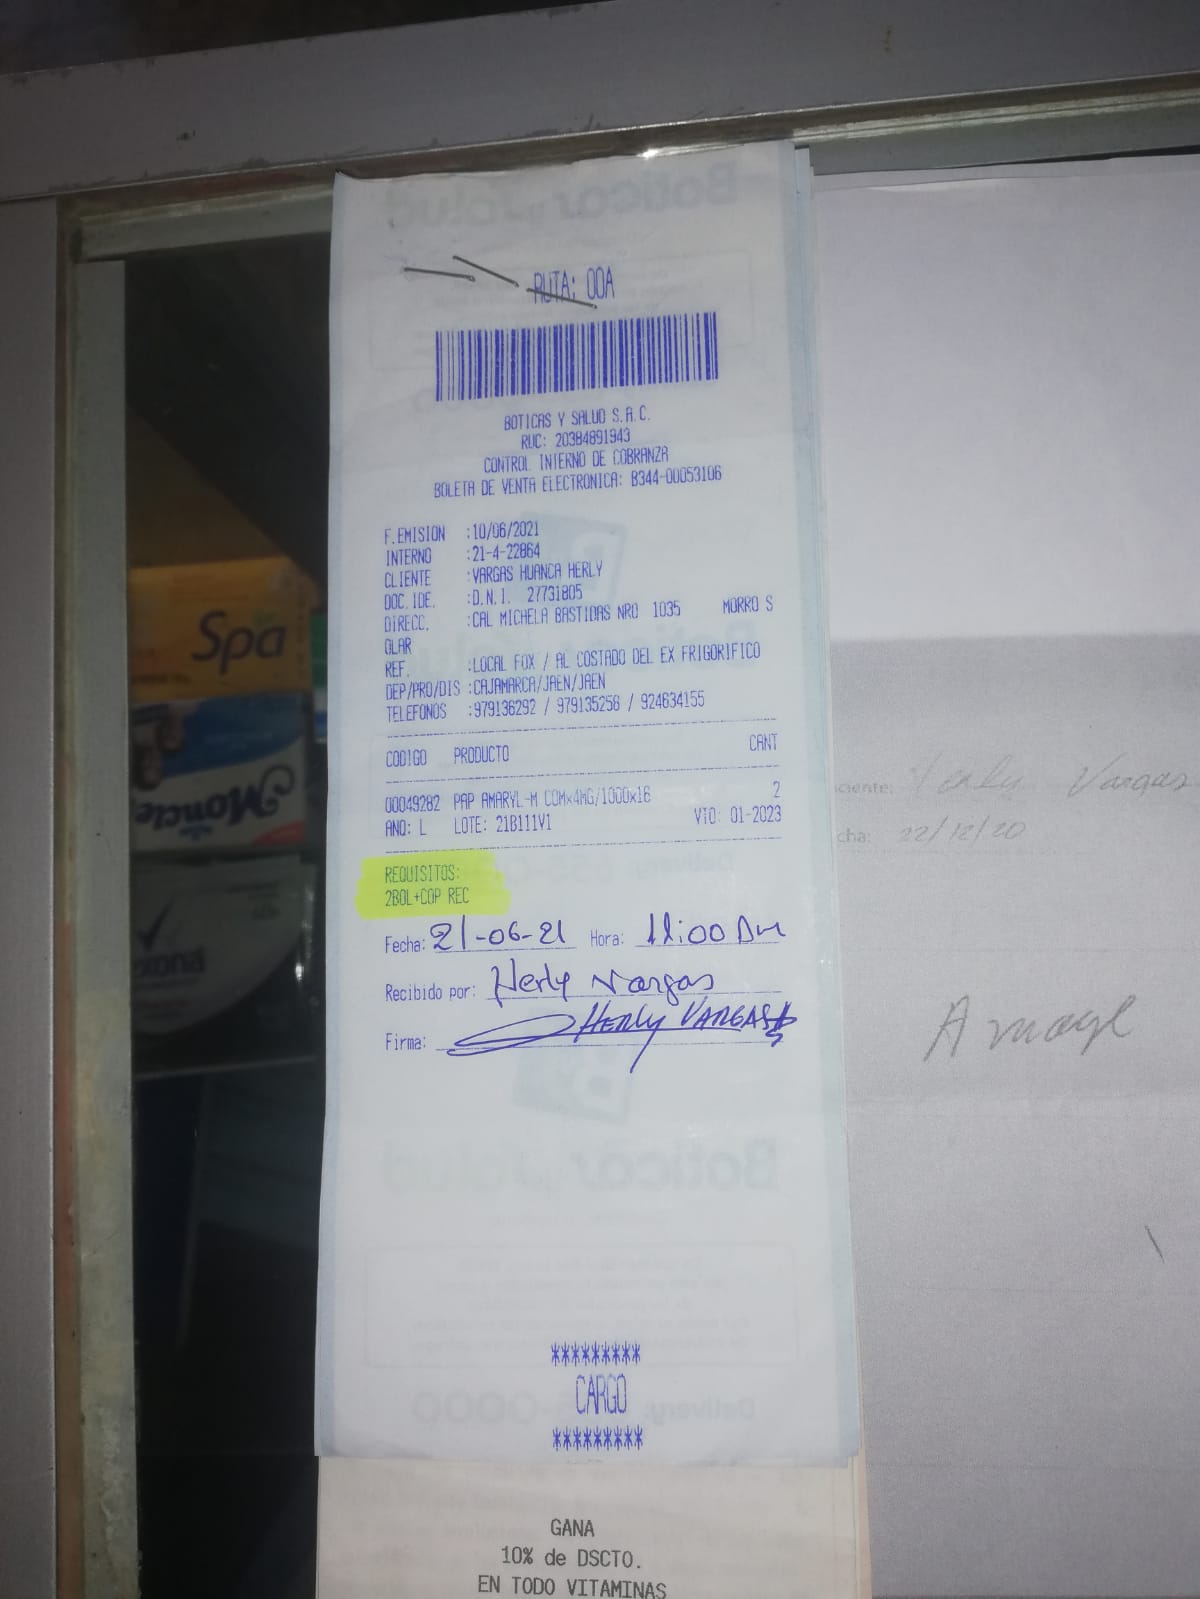 RUTA: 00A
BOTICAS Y SALUD S.A.C.
RUC: 20384891943
CONTROL INTERNO DE COBRANZA
BOLETA DE VENTA ELECTRONICA: B344-00053106
F.EMISION :10/06/2021
INTERNO :21-4-22864
CLIENTE :VARGAS HUANCA HERLY
DOC.IDE. :D.N.I. 27731805
DIRECC. :CAL MICHELA BASTIDAS NRO 1035 MORRO S
OLAR
REF. :LOCAL FOX / AL COSTADO DEL EX FRIGORIFICO
DEP/PRO/DIS :CAJAMARCA/JAEN/JAEN
TELEFONOS :979136292 / 979135256 / 924634155
CODIGO PRODUCTO CANT
00049282 PAP AMARYL-M COMx4MG/1000x16 2
ANO: L LOTE: 21B111V1 VTO: 01-2023
REQUISITOS:
2BOL+COP REC
Fecha: 21-06-21 Hora: 11:00 Am
Recibido por: Herly Vargas
Firma: HERLY VARGAS
*********
CARGO
*********
GANA
10% de DSCTO.
EN TODO VITAMINAS
Spa
Moncler
ciente: Herly Vargas
cha: 22/12/20